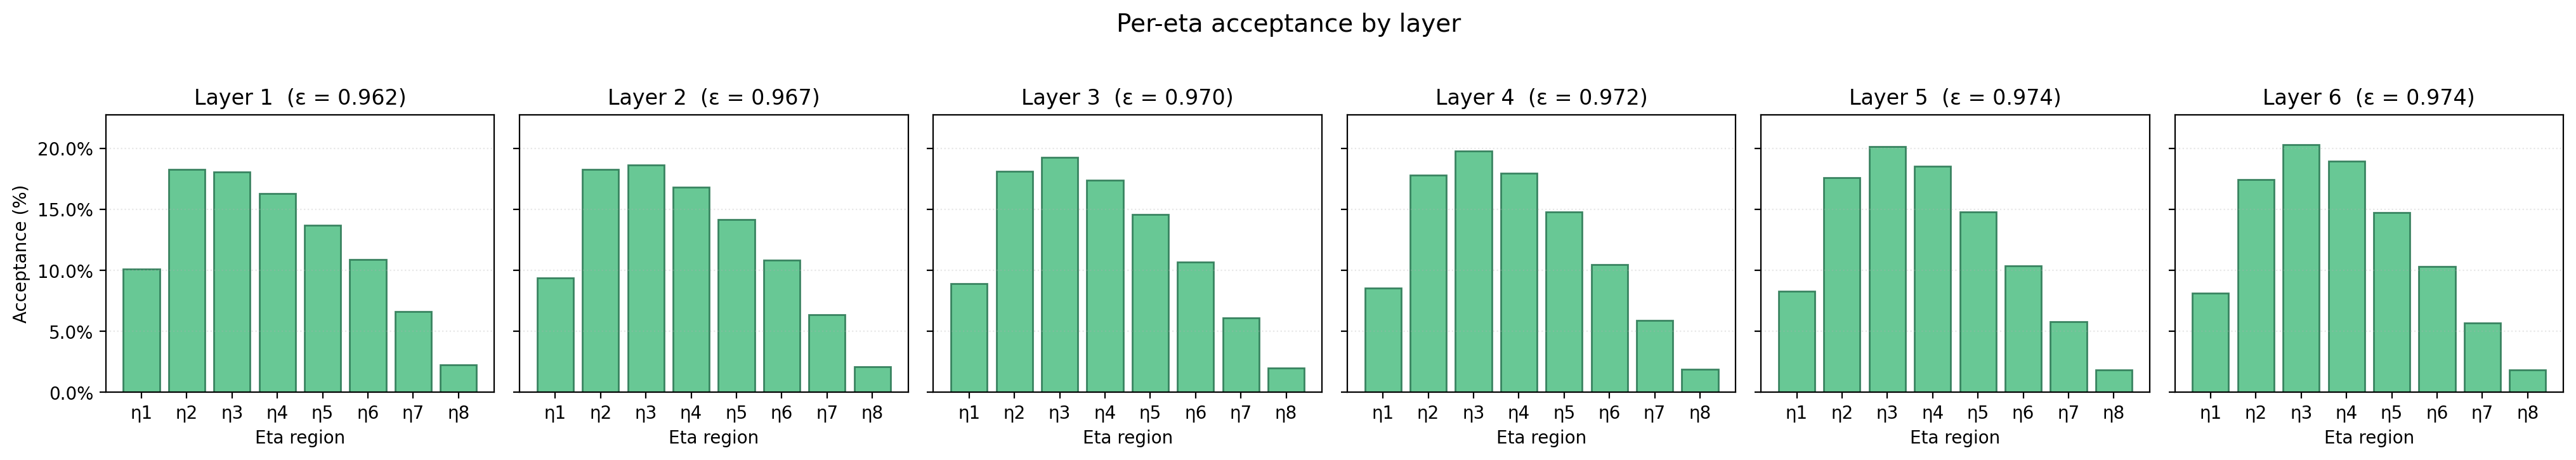 Per-eta acceptance by layer
Layer 1  (ε = 0.962)
Layer 2  (ε = 0.967)
Layer 3  (ε = 0.970)
Layer 4  (ε = 0.972)
Layer 5  (ε = 0.974)
Layer 6  (ε = 0.974)
Acceptance (%)
20.0%
15.0%
10.0%
5.0%
0.0%
η1 η2 η3 η4 η5 η6 η7 η8
η1 η2 η3 η4 η5 η6 η7 η8
η1 η2 η3 η4 η5 η6 η7 η8
η1 η2 η3 η4 η5 η6 η7 η8
η1 η2 η3 η4 η5 η6 η7 η8
η1 η2 η3 η4 η5 η6 η7 η8
Eta region
Eta region
Eta region
Eta region
Eta region
Eta region